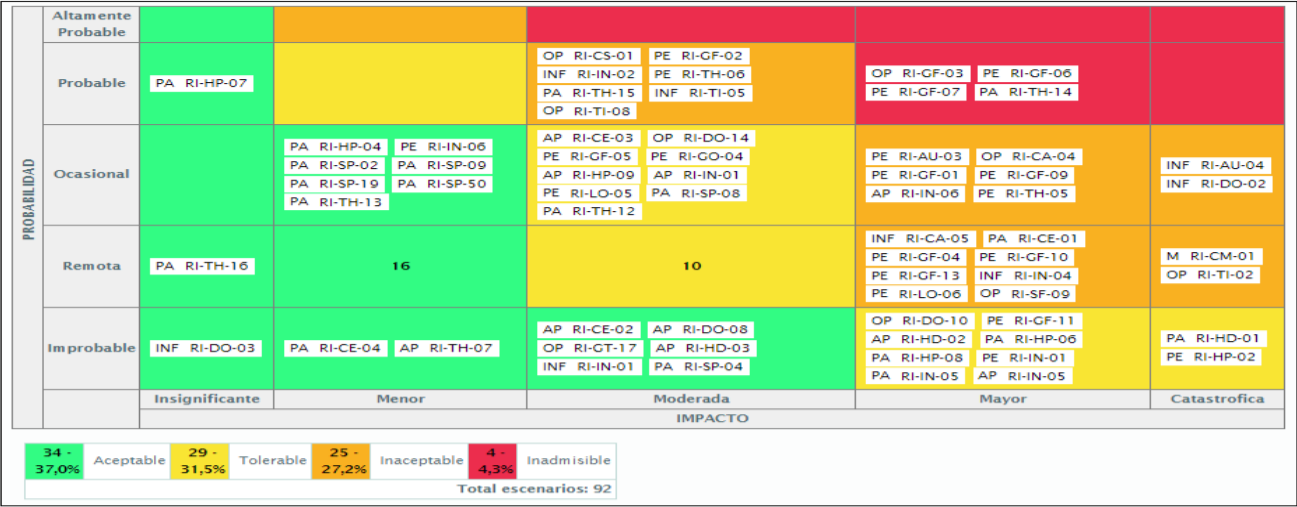 PROBABILIDAD
Altamente
Probable
Probable
PA RI-HP-07
OP RI-CS-01 PE RI-GF-02
INF RI-IN-02 PE RI-TH-06
PA RI-TH-15 INF RI-TI-05
OP RI-TI-08
OP RI-GF-03 PE RI-GF-06
PE RI-GF-07 PA RI-TH-14
Ocasional
PA RI-HP-04 PE RI-IN-06
PA RI-SP-02 PA RI-SP-09
PA RI-SP-19 PA RI-SP-50
PA RI-TH-13
AP RI-CE-03 OP RI-DO-14
PE RI-GF-05 PE RI-GO-04
AP RI-HP-09 AP RI-IN-01
PE RI-LO-05 PA RI-SP-08
PA RI-TH-12
PE RI-AU-03 OP RI-CA-04
PE RI-GF-01 PE RI-GF-09
AP RI-IN-06 PE RI-TH-05
INF RI-AU-04
INF RI-DO-02
Remota
PA RI-TH-16
16
10
INF RI-CA-05 PA RI-CE-01
PE RI-GF-04 PE RI-GF-10
PE RI-GF-13 INF RI-IN-04
PE RI-LO-06 OP RI-SF-09
M RI-CM-01
OP RI-TI-02
Improbable
INF RI-DO-03
PA RI-CE-04 AP RI-TH-07
AP RI-CE-02 AP RI-DO-08
OP RI-GT-17 AP RI-HD-03
INF RI-IN-01 PA RI-SP-04
OP RI-DO-10 PE RI-GF-11
AP RI-HD-02 PA RI-HP-06
PA RI-HP-08 PE RI-IN-01
PA RI-IN-05 AP RI-IN-05
PA RI-HD-01
PE RI-HP-02
Insignificante Menor Moderada Mayor Catastrofica
IMPACTO
34 -
37,0%
Aceptable
29 -
31,5%
Tolerable
25 -
27,2%
Inaceptable
4 -
4,3%
Inadmisible
Total escenarios: 92